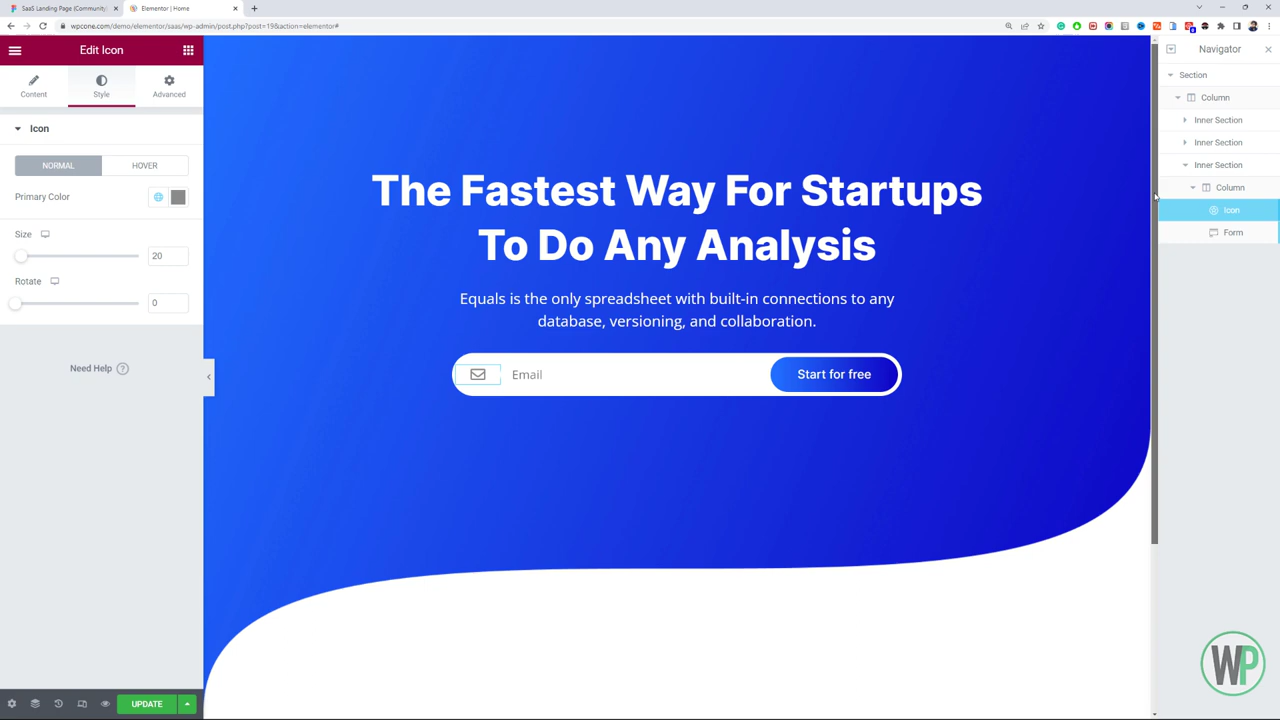 SaaS Landing Page (Community)
Elementor | Home
wpcone.com/demo/elementor/saas/wp-admin/post.php?post=19&action=elementor#
Edit Icon
Content
Style
Advanced
Icon
NORMAL
HOVER
Primary Color
Size
20
Rotate
0
Need Help
?
UPDATE
The Fastest Way For Startups
To Do Any Analysis
Equals is the only spreadsheet with built-in connections to any
database, versioning, and collaboration.
Email
Start for free
Navigator
Section
Column
Inner Section
Inner Section
Inner Section
Column
Icon
Form
WP